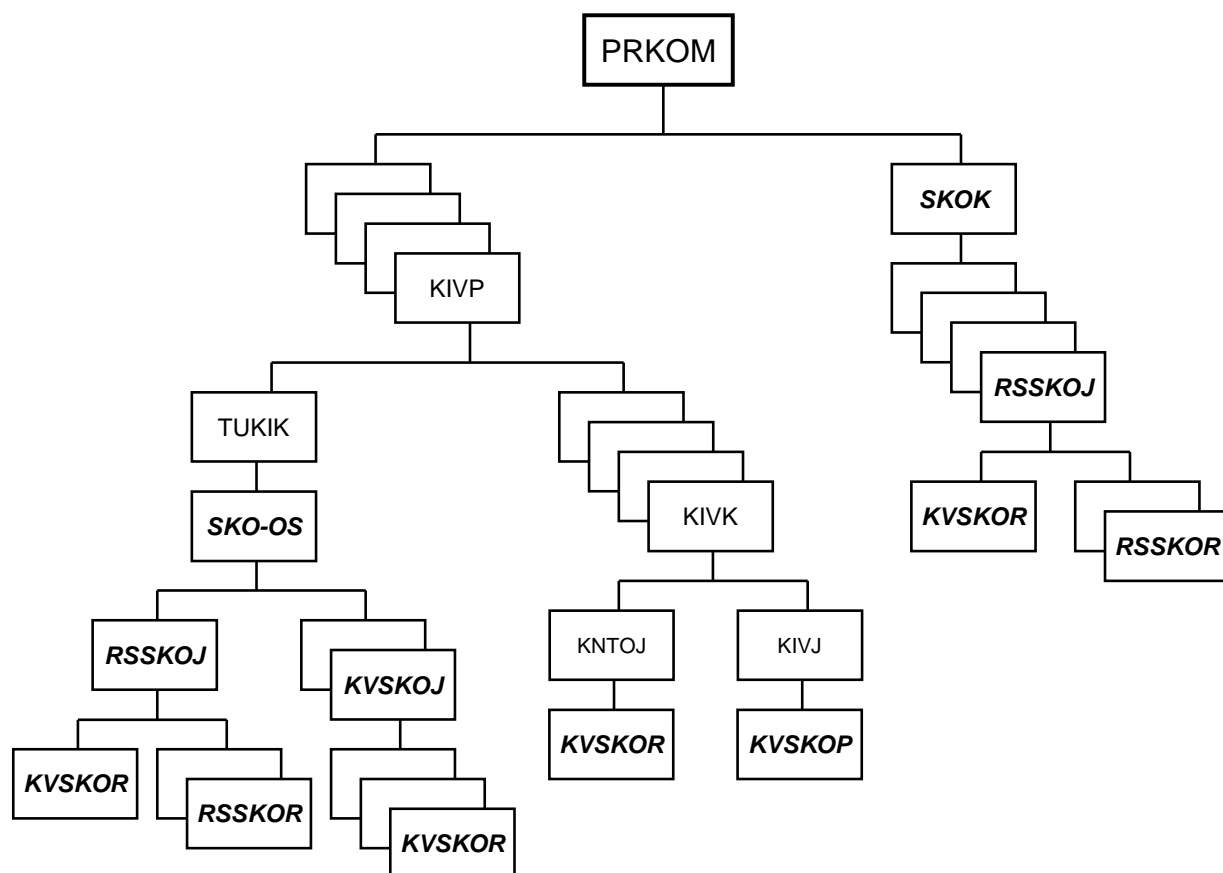 PRKOM
SKOK
KIVP
RSSKOJ
TUKIK
KIVK
KVSKOR
SKO-OS
RSSKOR
KNTOJ
KIVJ
RSSKOJ
KVSKOJ
KVSKOR
KVSKOP
KVSKOR
RSSKOR
KVSKOR